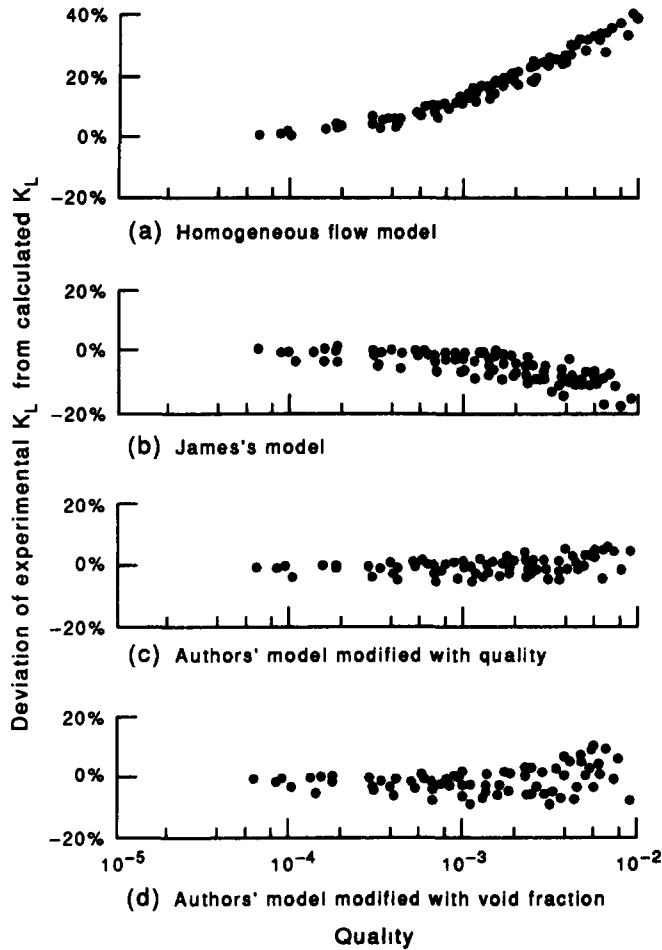 Deviation of experimental K_L from calculated K_L
40%
20%
0%
-20%
(a) Homogeneous flow model
20%
0%
-20%
(b) James's model
20%
0%
-20%
(c) Authors' model modified with quality
20%
0%
-20%
10⁻⁵ 10⁻⁴ 10⁻³ 10⁻²
(d) Authors' model modified with void fraction
Quality